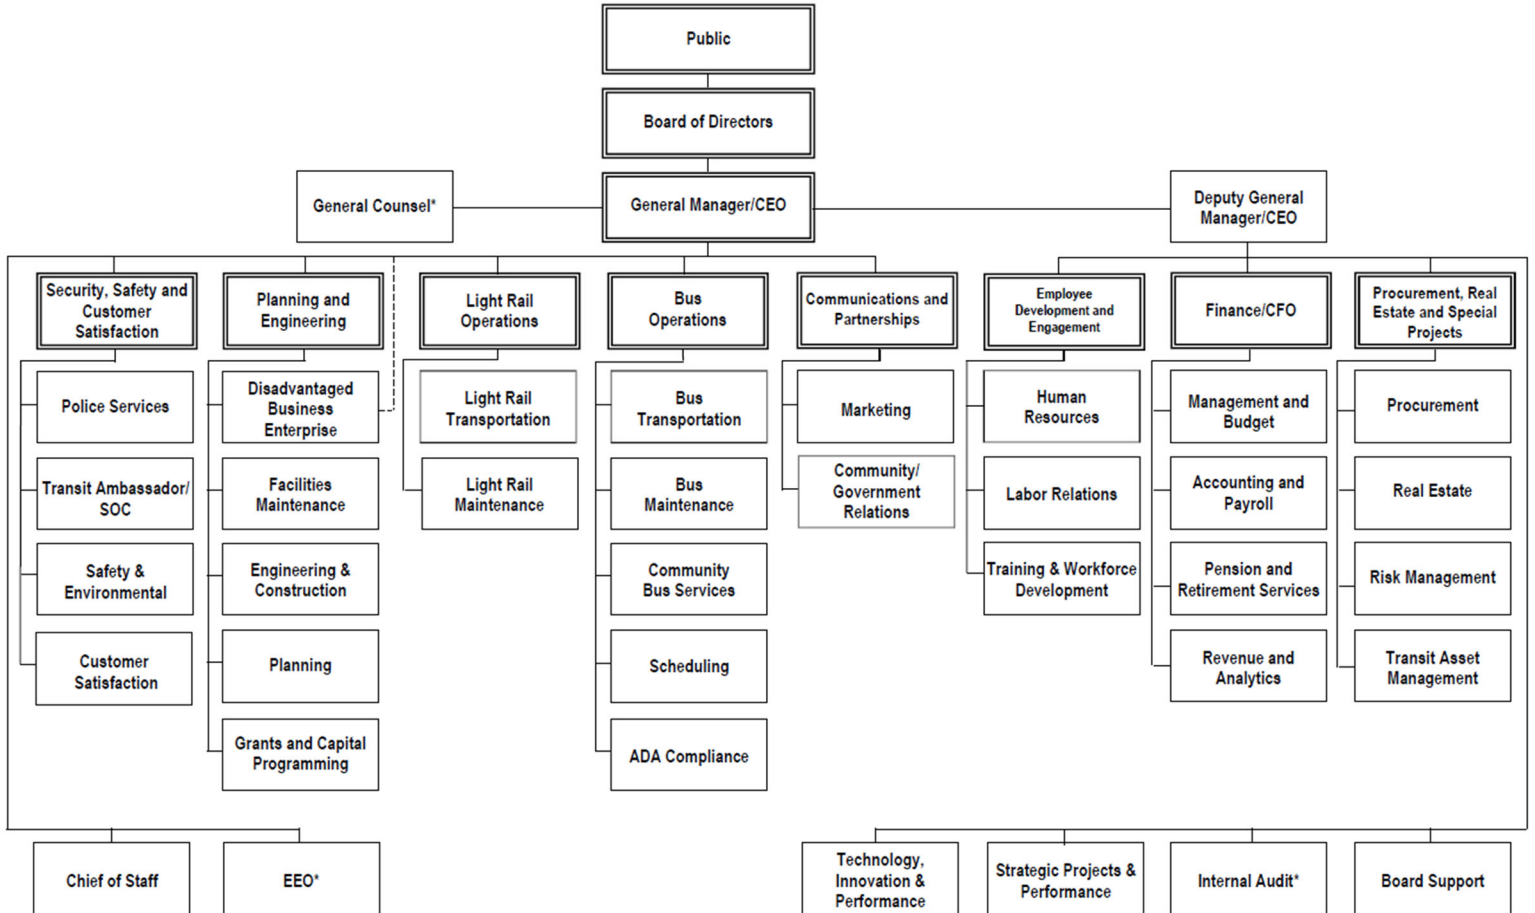 Public
Board of Directors
General Counsel*
General Manager/CEO
Deputy General
Manager/CEO
Security, Safety and
Customer
Satisfaction
Planning and
Engineering
Light Rail
Operations
Bus
Operations
Communications and
Partnerships
Employee
Development and
Engagement
Finance/CFO
Procurement, Real
Estate and Special
Projects
Police Services
Disadvantaged
Business
Enterprise
Light Rail
Transportation
Bus
Transportation
Marketing
Human
Resources
Management and
Budget
Procurement
Transit Ambassador/
SOC
Facilities
Maintenance
Light Rail
Maintenance
Bus
Maintenance
Community/
Government
Relations
Labor Relations
Accounting and
Payroll
Real Estate
Safety &
Environmental
Engineering &
Construction
Community
Bus Services
Training & Workforce
Development
Pension and
Retirement Services
Risk Management
Customer
Satisfaction
Planning
Scheduling
Revenue and
Analytics
Transit Asset
Management
Grants and Capital
Programming
ADA Compliance
Chief of Staff
EEO*
Technology,
Innovation &
Performance
Strategic Projects &
Performance
Internal Audit*
Board Support